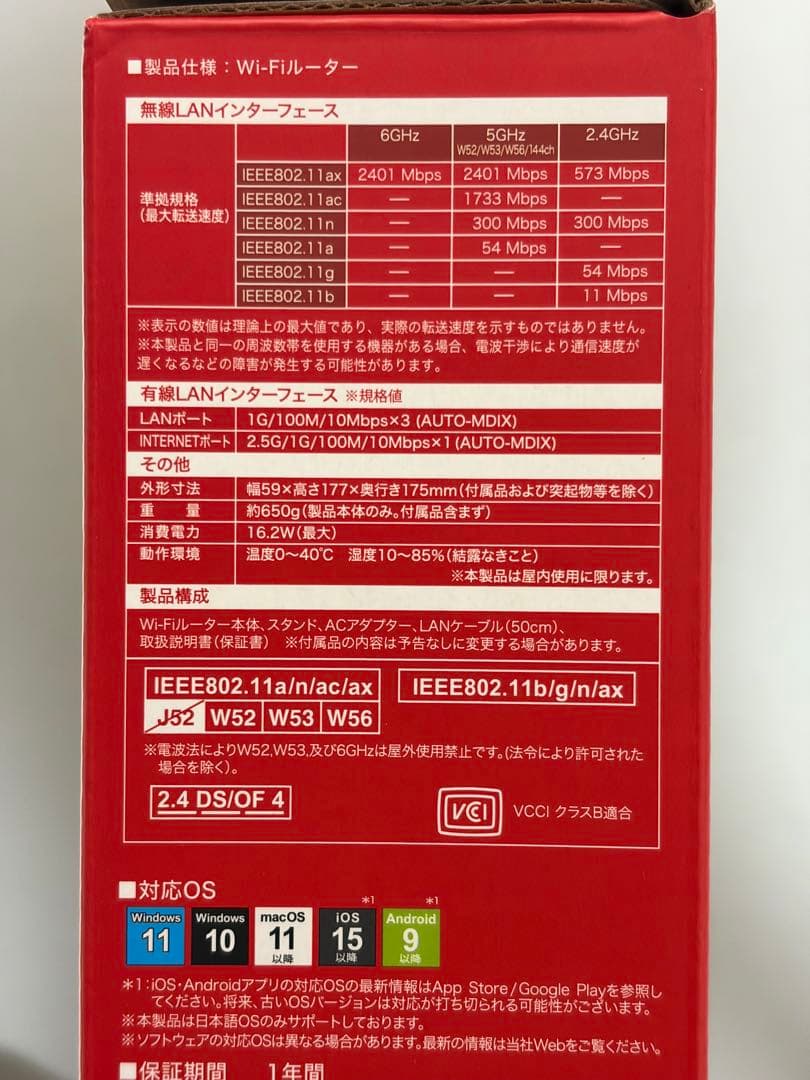 ■製品仕様：Wi-Fiルーター
無線LANインターフェース
6GHz 5GHz 2.4GHz
W52/W53/W56/144ch
準拠規格
（最大転送速度）
IEEE802.11ax 2401 Mbps 2401 Mbps 573 Mbps
IEEE802.11ac — 1733 Mbps —
IEEE802.11n — 300 Mbps 300 Mbps
IEEE802.11a — 54 Mbps —
IEEE802.11g — — 54 Mbps
IEEE802.11b — — 11 Mbps
※表示の数値は理論上の最大値であり、実際の転送速度を示すものではありません。
※本製品と同一の周波数帯を使用する機器がある場合、電波干渉により通信速度が
遅くなるなどの障害が発生する可能性があります。
有線LANインターフェース ※規格値
LANポート 1G/100M/10Mbps×3 (AUTO-MDIX)
INTERNETポート 2.5G/1G/100M/10Mbps×1 (AUTO-MDIX)
その他
外形寸法 幅59×高さ177×奥行き175mm（付属品および突起物等を除く）
重 量 約650g（製品本体のみ。付属品含まず）
消費電力 16.2W（最大）
動作環境 温度0〜40℃ 湿度10〜85%（結露なきこと）
※本製品は屋内使用に限ります。
製品構成
Wi-Fiルーター本体、スタンド、ACアダプター、LANケーブル（50cm）、
取扱説明書（保証書） ※付属品の内容は予告なしに変更する場合があります。
IEEE802.11a/n/ac/ax IEEE802.11b/g/n/ax
J52 W52 W53 W56
※電波法によりW52,W53,及び6GHzは屋外使用禁止です。(法令により許可された
場合を除く)。
2.4 DS/OF 4
VCCI VCCI クラスB適合
■対応OS
Windows 11 Windows 10 macOS 11 以降 iOS 15 以降 *1 Android 9 以降 *1
*1：iOS・Androidアプリの対応OSの最新情報はApp Store/Google Playを参照し
てください。将来、古いOSバージョンは対応が打ち切られる可能性がございます。
※本製品は日本語OSのみサポートしております。
※ソフトウェアの対応OSは異なる場合があります。最新の情報は当社Webをご覧ください。
■保証期間 1年間